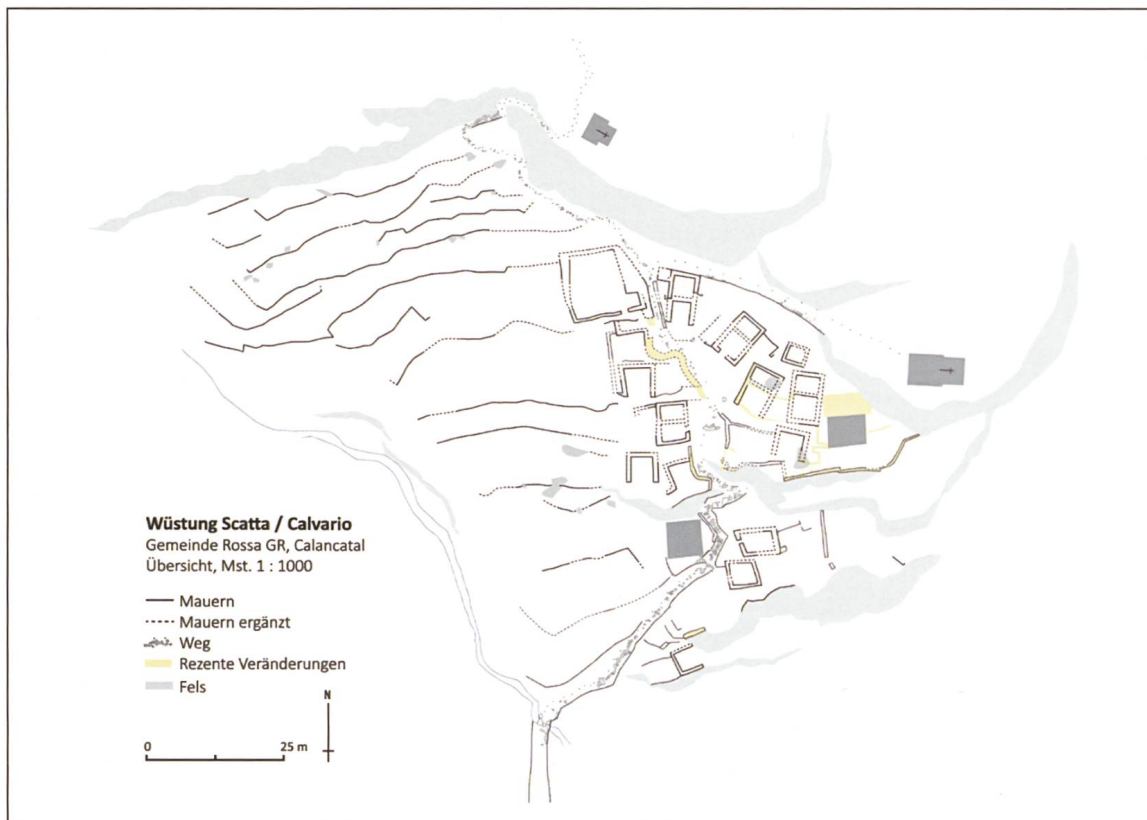 Wüstung Scatta / Calvario
Gemeinde Rossa GR, Calancatal
Übersicht, Mst. 1 : 1000
Mauern
Mauern ergänzt
Weg
Rezente Veränderungen
Fels
N
0 25 m